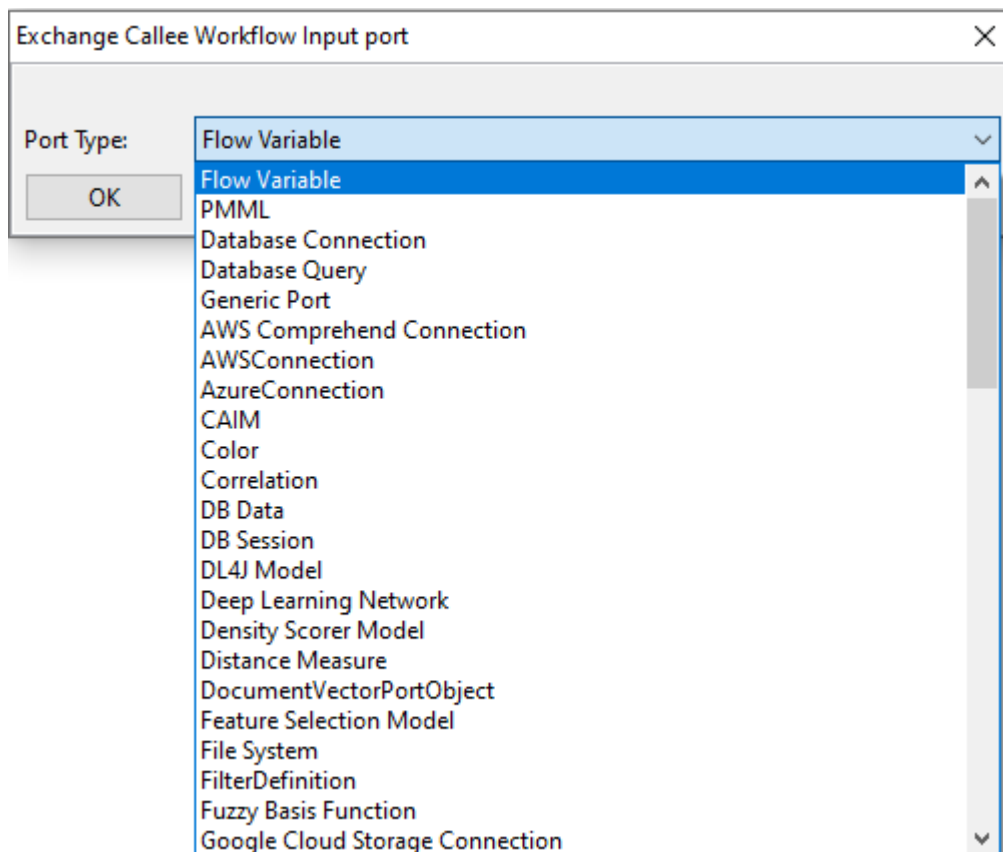 Exchange Callee Workflow Input port
Port Type:
Flow Variable
OK
Flow Variable
PMML
Database Connection
Database Query
Generic Port
AWS Comprehend Connection
AWSConnection
AzureConnection
CAIM
Color
Correlation
DB Data
DB Session
DL4J Model
Deep Learning Network
Density Scorer Model
Distance Measure
DocumentVectorPortObject
Feature Selection Model
File System
FilterDefinition
Fuzzy Basis Function
Google Cloud Storage Connection